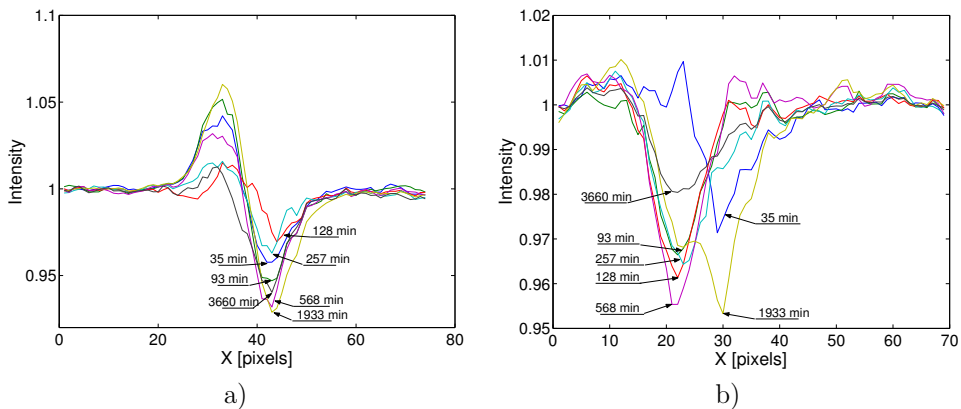 1.1
1.05
1
0.95
Intensity
128 min
35 min
257 min
93 min
3660 min
568 min
1933 min
0 20 40 60 80
X [pixels]
a)
1.02
1.01
1
0.99
0.98
0.97
0.96
0.95
Intensity
3660 min
35 min
93 min
257 min
128 min
568 min
1933 min
0 10 20 30 40 50 60 70
X [pixels]
b)